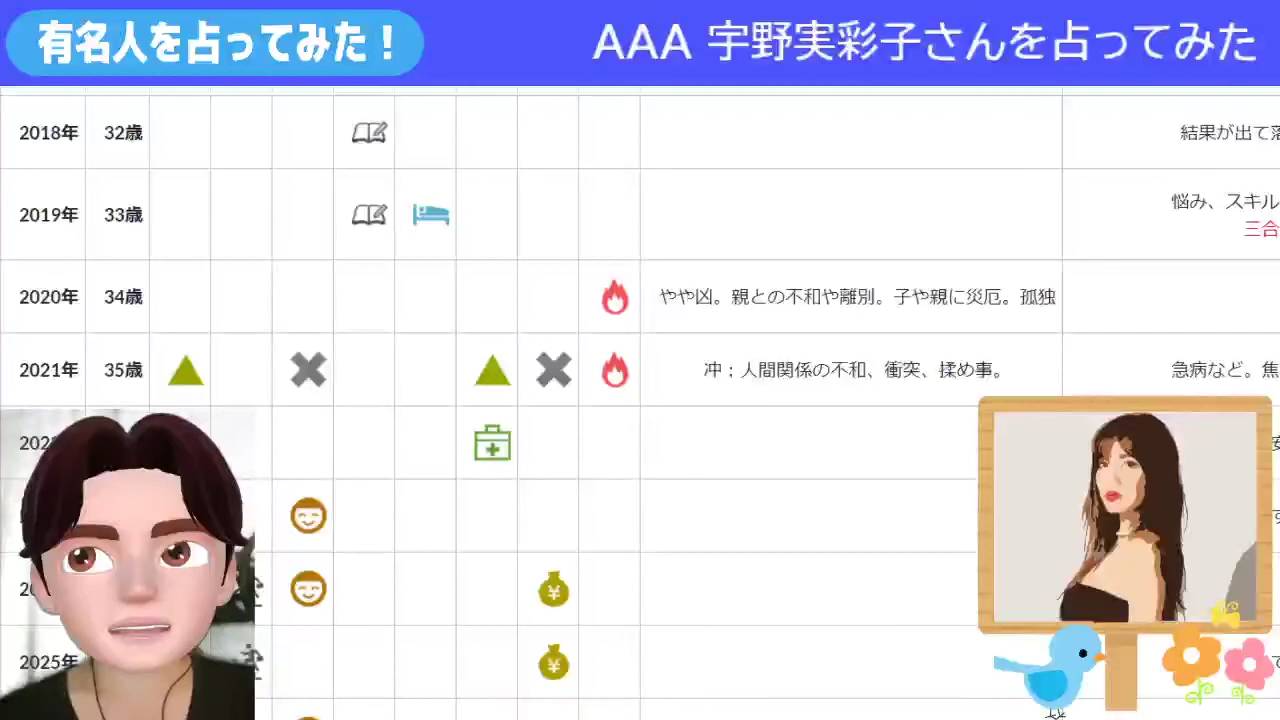 有名人を占ってみた！
AAA 宇野実彩子さんを占ってみた
2018年 32歳 結果が出て
2019年 33歳 悩み、スキル
三合
2020年 34歳 やや凶。親との不和や離別。子や親に災厄。孤独
2021年 35歳 冲：人間関係の不和、衝突、揉め事。 急病など。焦
¥
2025年 ¥